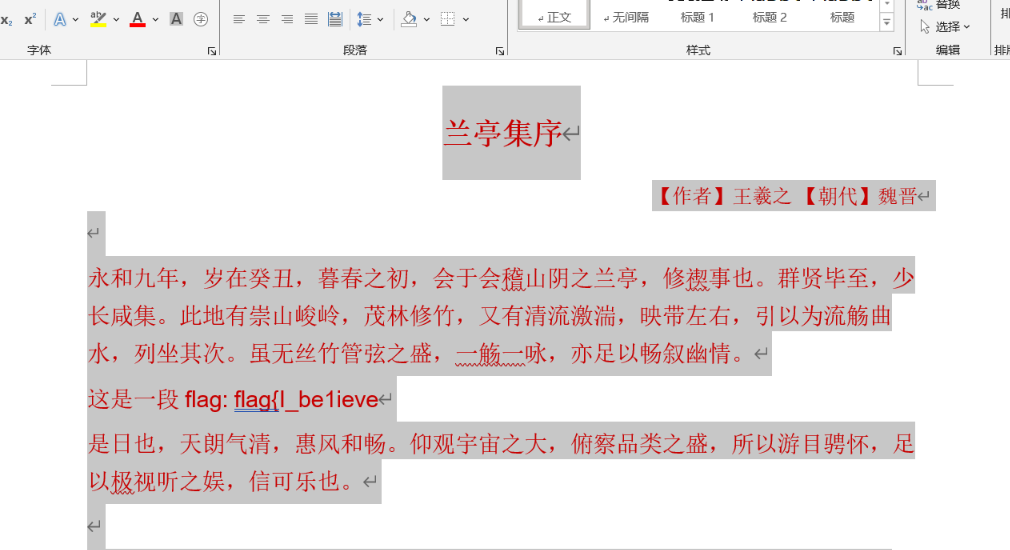 x₂ x² A aby A A 字 替换
正文 无间隔 标题 1 标题 2 标题 选择
字体 段落 样式 编辑
兰亭集序
【作者】王羲之 【朝代】魏晋
永和九年，岁在癸丑，暮春之初，会于会稽山阴之兰亭，修禊事也。群贤毕至，少
长咸集。此地有崇山峻岭，茂林修竹，又有清流激湍，映带左右，引以为流觞曲
水，列坐其次。虽无丝竹管弦之盛，一觞一咏，亦足以畅叙幽情。
这是一段 flag: flag{I_be1ieve
是日也，天朗气清，惠风和畅。仰观宇宙之大，俯察品类之盛，所以游目骋怀，足
以极视听之娱，信可乐也。